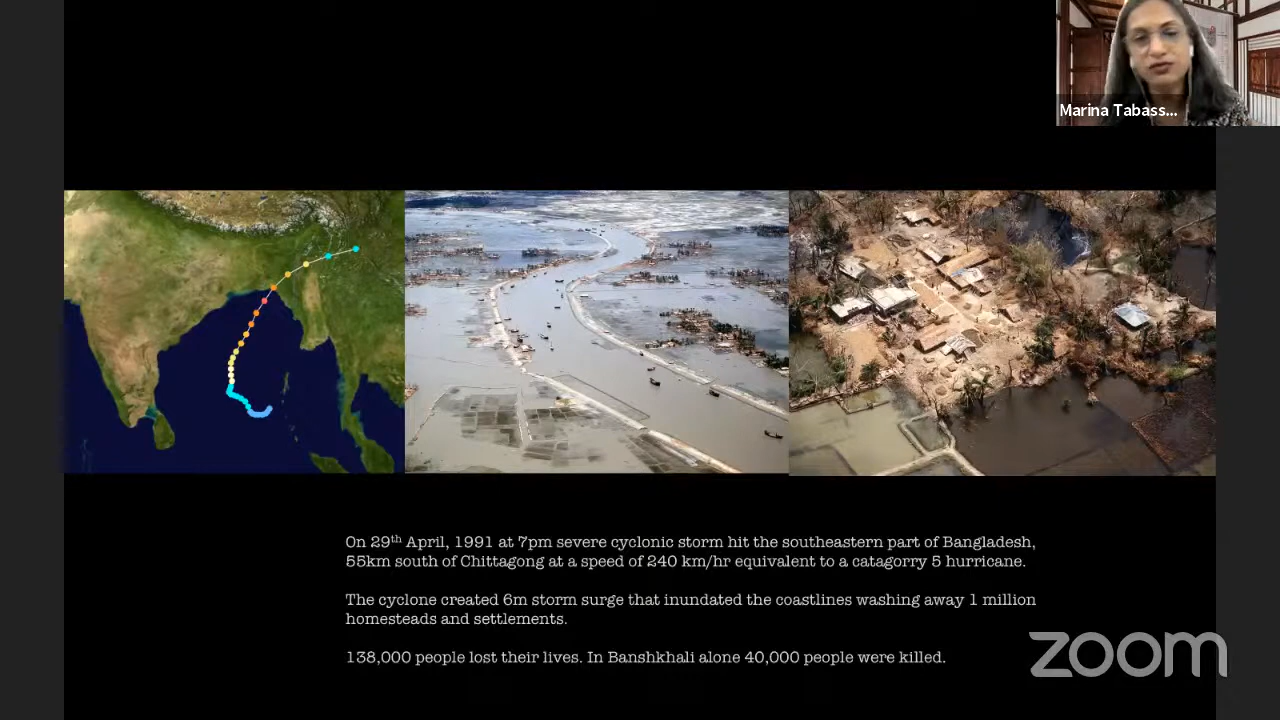 Marina Tabass...
On 29th April, 1991 at 7pm severe cyclonic storm hit the southeastern part of Bangladesh,
55km south of Chittagong at a speed of 240 km/hr equivalent to a catagorry 5 hurricane.
The cyclone created 6m storm surge that inundated the coastlines washing away 1 million
homesteads and settlements.
138,000 people lost their lives. In Banshkhali alone 40,000 people were killed.
zoom